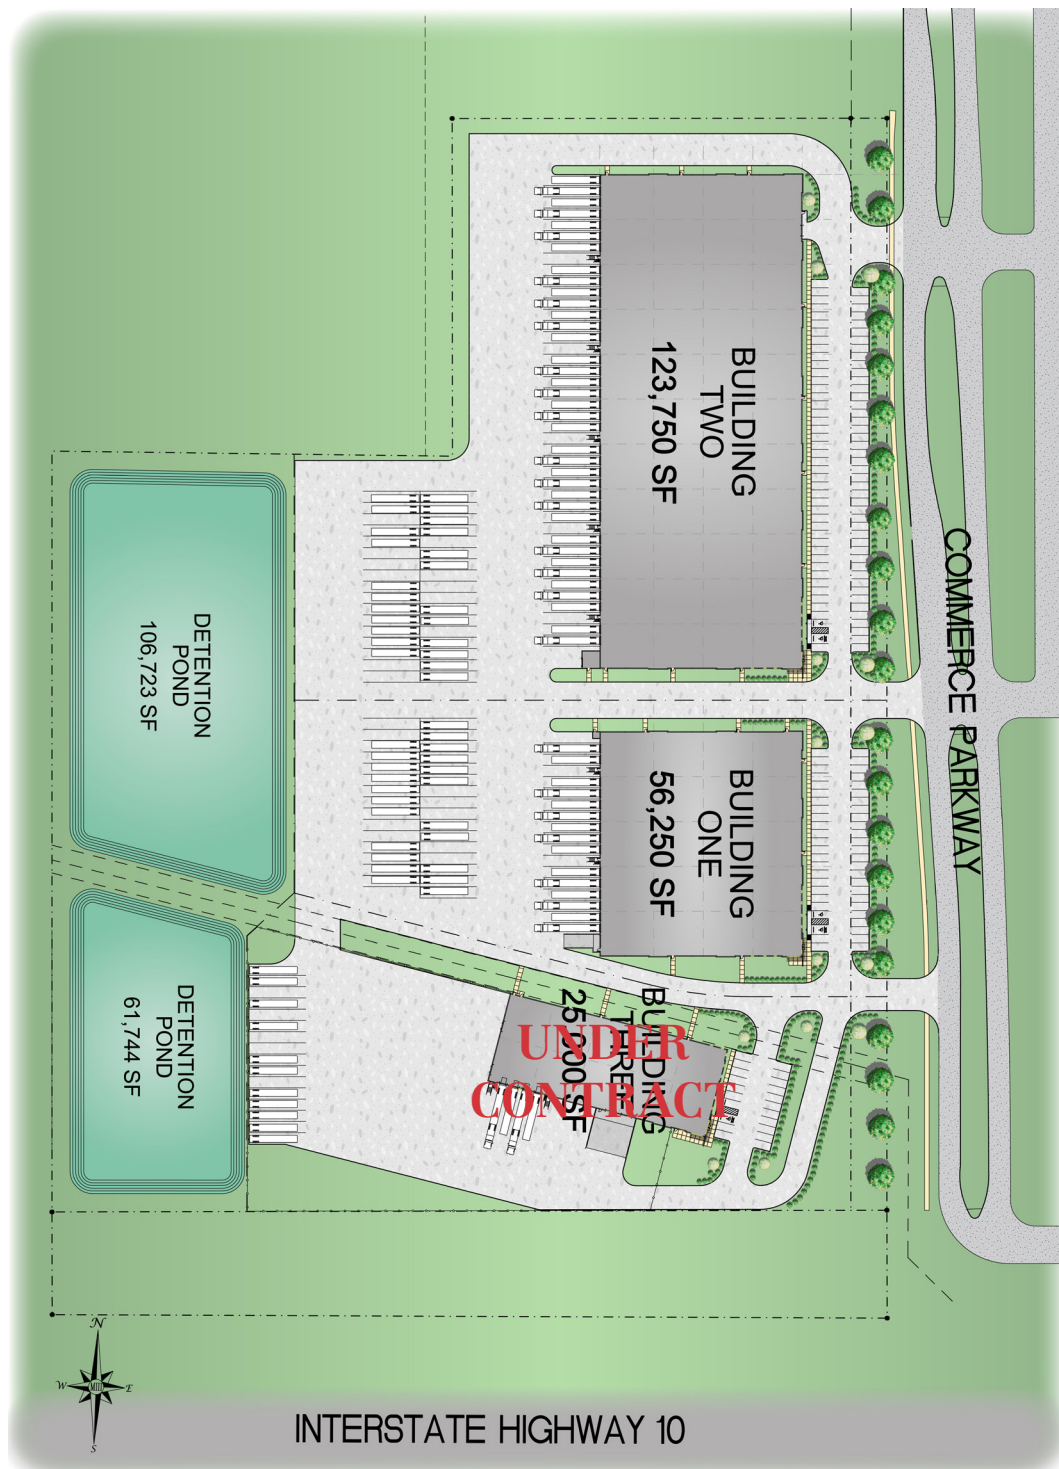 BUILDING
TWO
123,750 SF
COMMERCE PARKWAY
DETENTION
POND
106,723 SF
BUILDING
ONE
56,250 SF
DETENTION
POND
61,744 SF
BUILDING
THREE
25,000 SF
UNDER
CONTRACT
N
W
E
S
INTERSTATE HIGHWAY 10